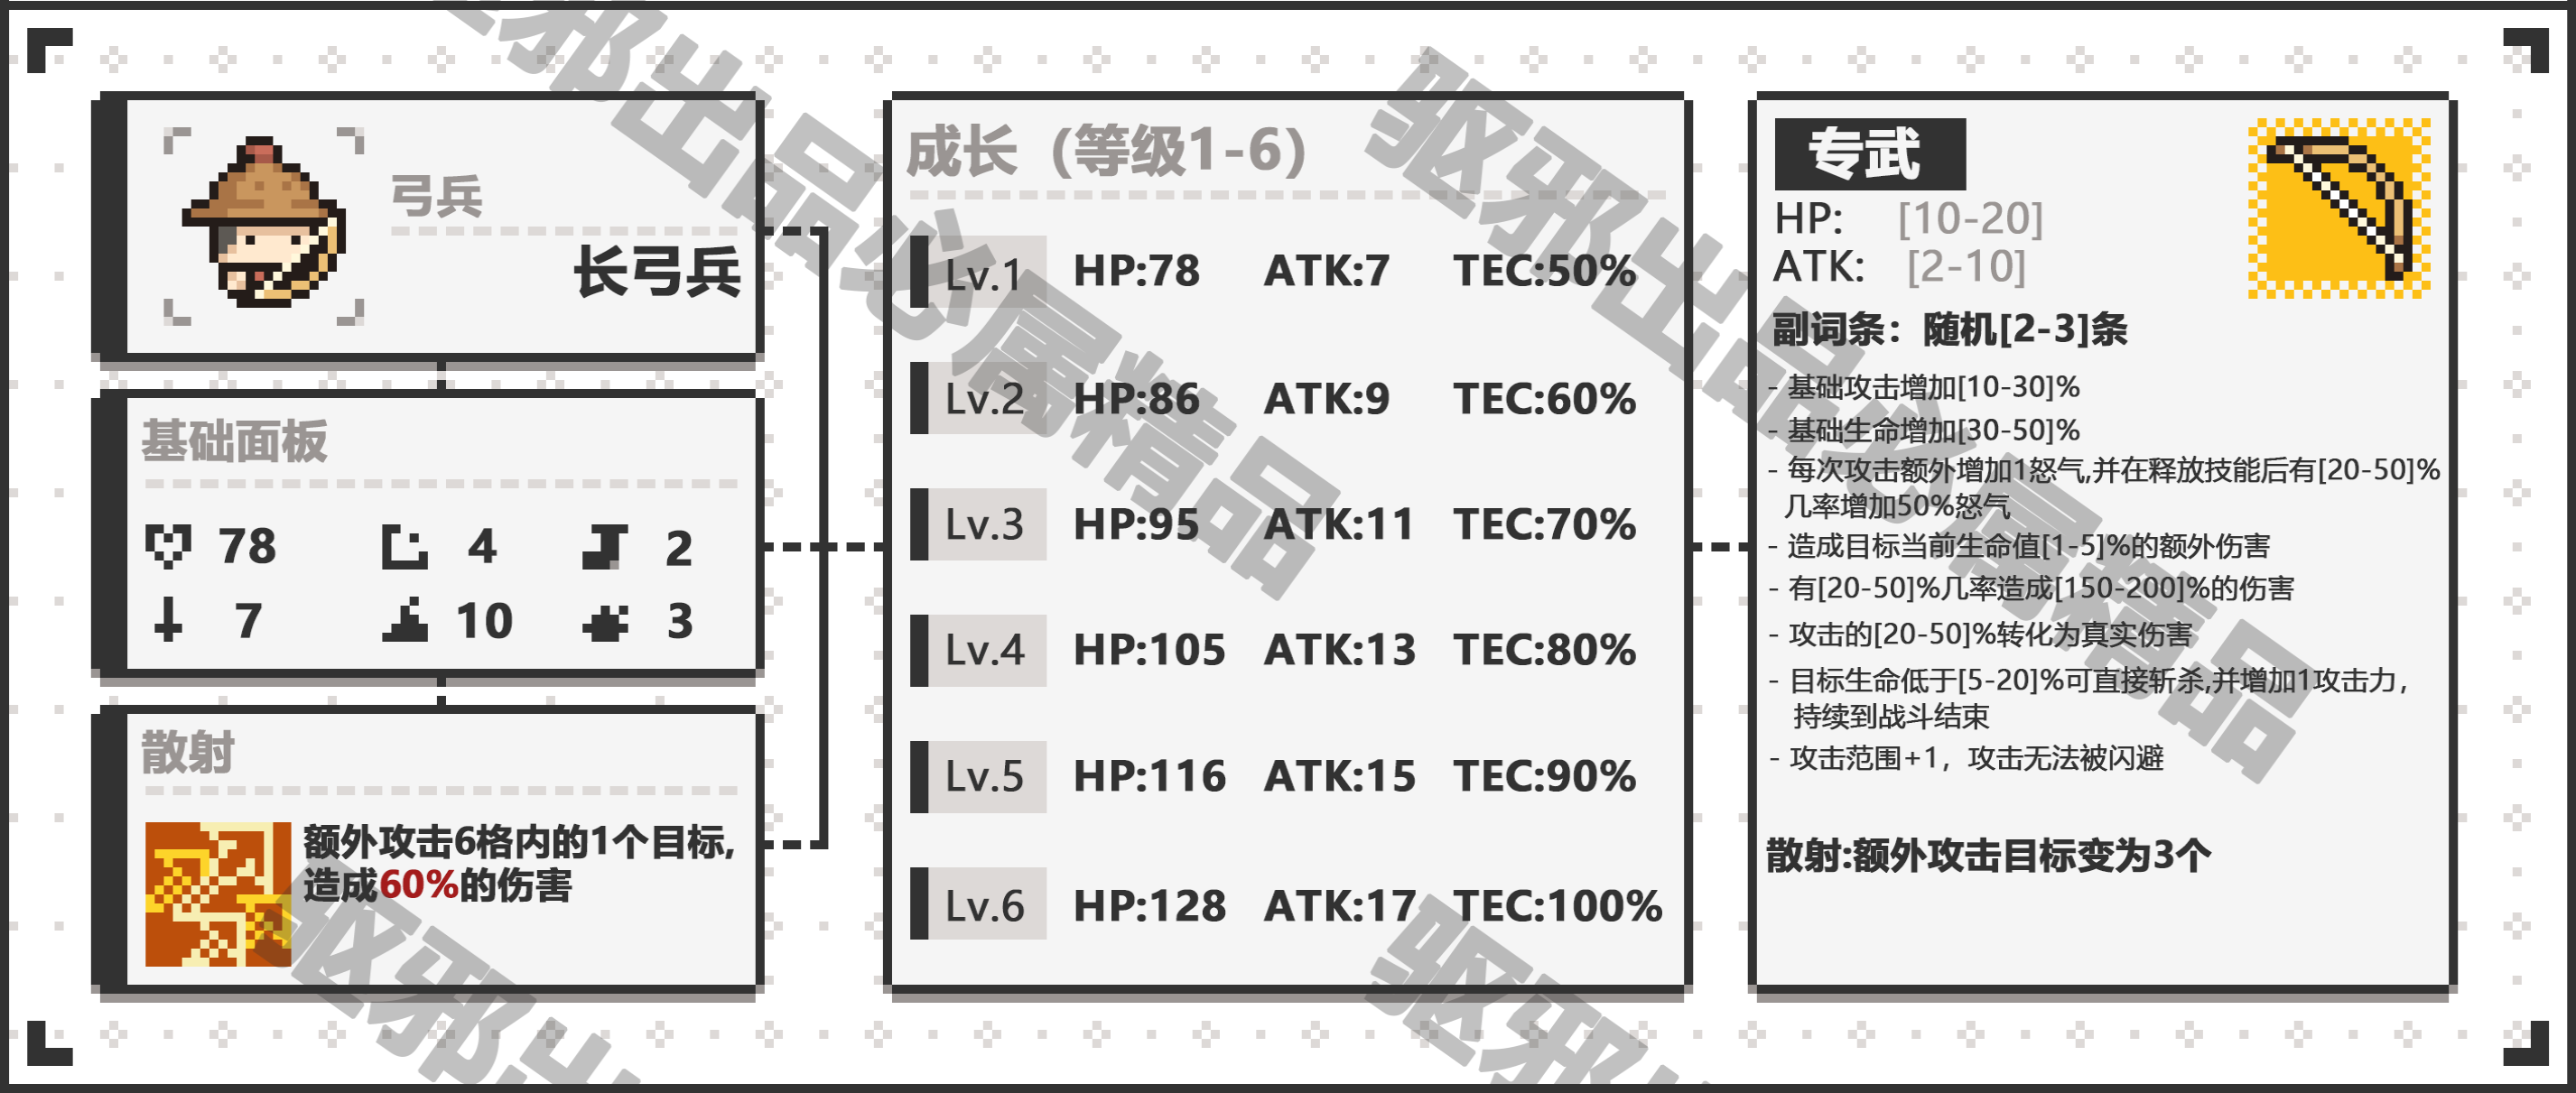 弓兵
长弓兵
基础面板
78 4 2
7 10 3
散射
额外攻击6格内的1个目标,
造成60%的伤害
成长（等级1-6）
Lv.1 HP:78 ATK:7 TEC:50%
Lv.2 HP:86 ATK:9 TEC:60%
Lv.3 HP:95 ATK:11 TEC:70%
Lv.4 HP:105 ATK:13 TEC:80%
Lv.5 HP:116 ATK:15 TEC:90%
Lv.6 HP:128 ATK:17 TEC:100%
专武
HP: [10-20]
ATK: [2-10]
副词条：随机[2-3]条
- 基础攻击增加[10-30]%
- 基础生命增加[30-50]%
- 每次攻击额外增加1怒气,并在释放技能后有[20-50]%
几率增加50%怒气
- 造成目标当前生命值[1-5]%的额外伤害
- 有[20-50]%几率造成[150-200]%的伤害
- 攻击的[20-50]%转化为真实伤害
- 目标生命低于[5-20]%可直接斩杀,并增加1攻击力，
持续到战斗结束
- 攻击范围+1，攻击无法被闪避
散射:额外攻击目标变为3个
驱邪出品必属精品
驱邪出品必属精品
驱邪出
驱邪出